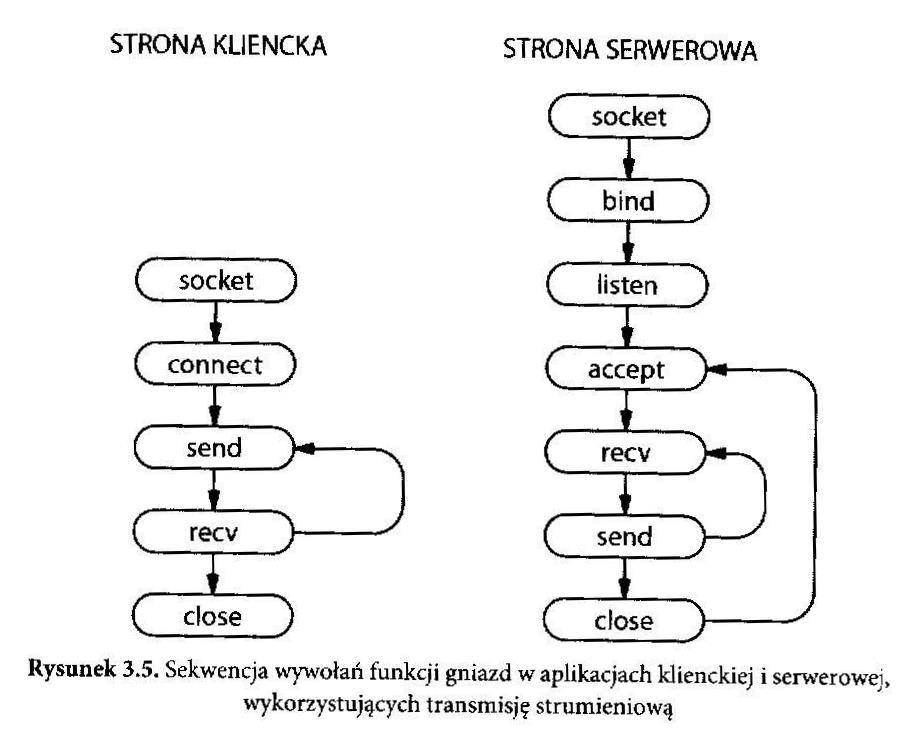 STRONA KLIENCKA
STRONA SERWEROWA
socket
connect
send
recv
close
socket
bind
listen
accept
recv
send
close
Rysunek 3.5. Sekwencja wywołań funkcji gniazd w aplikacjach klienckiej i serwerowej,
wykorzystujących transmisję strumieniową